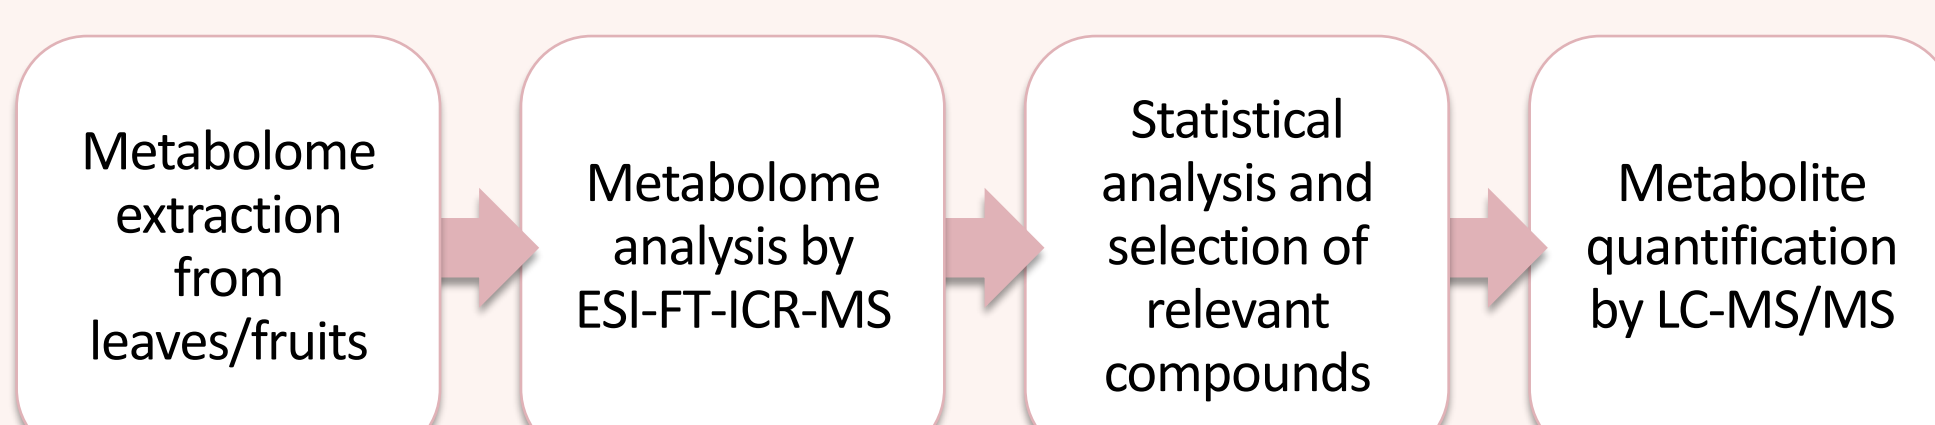 Metabolome
extraction
from
leaves/fruits
Metabolome
analysis by
ESI-FT-ICR-MS
Statistical
analysis and
selection of
relevant
compounds
Metabolite
quantification
by LC-MS/MS